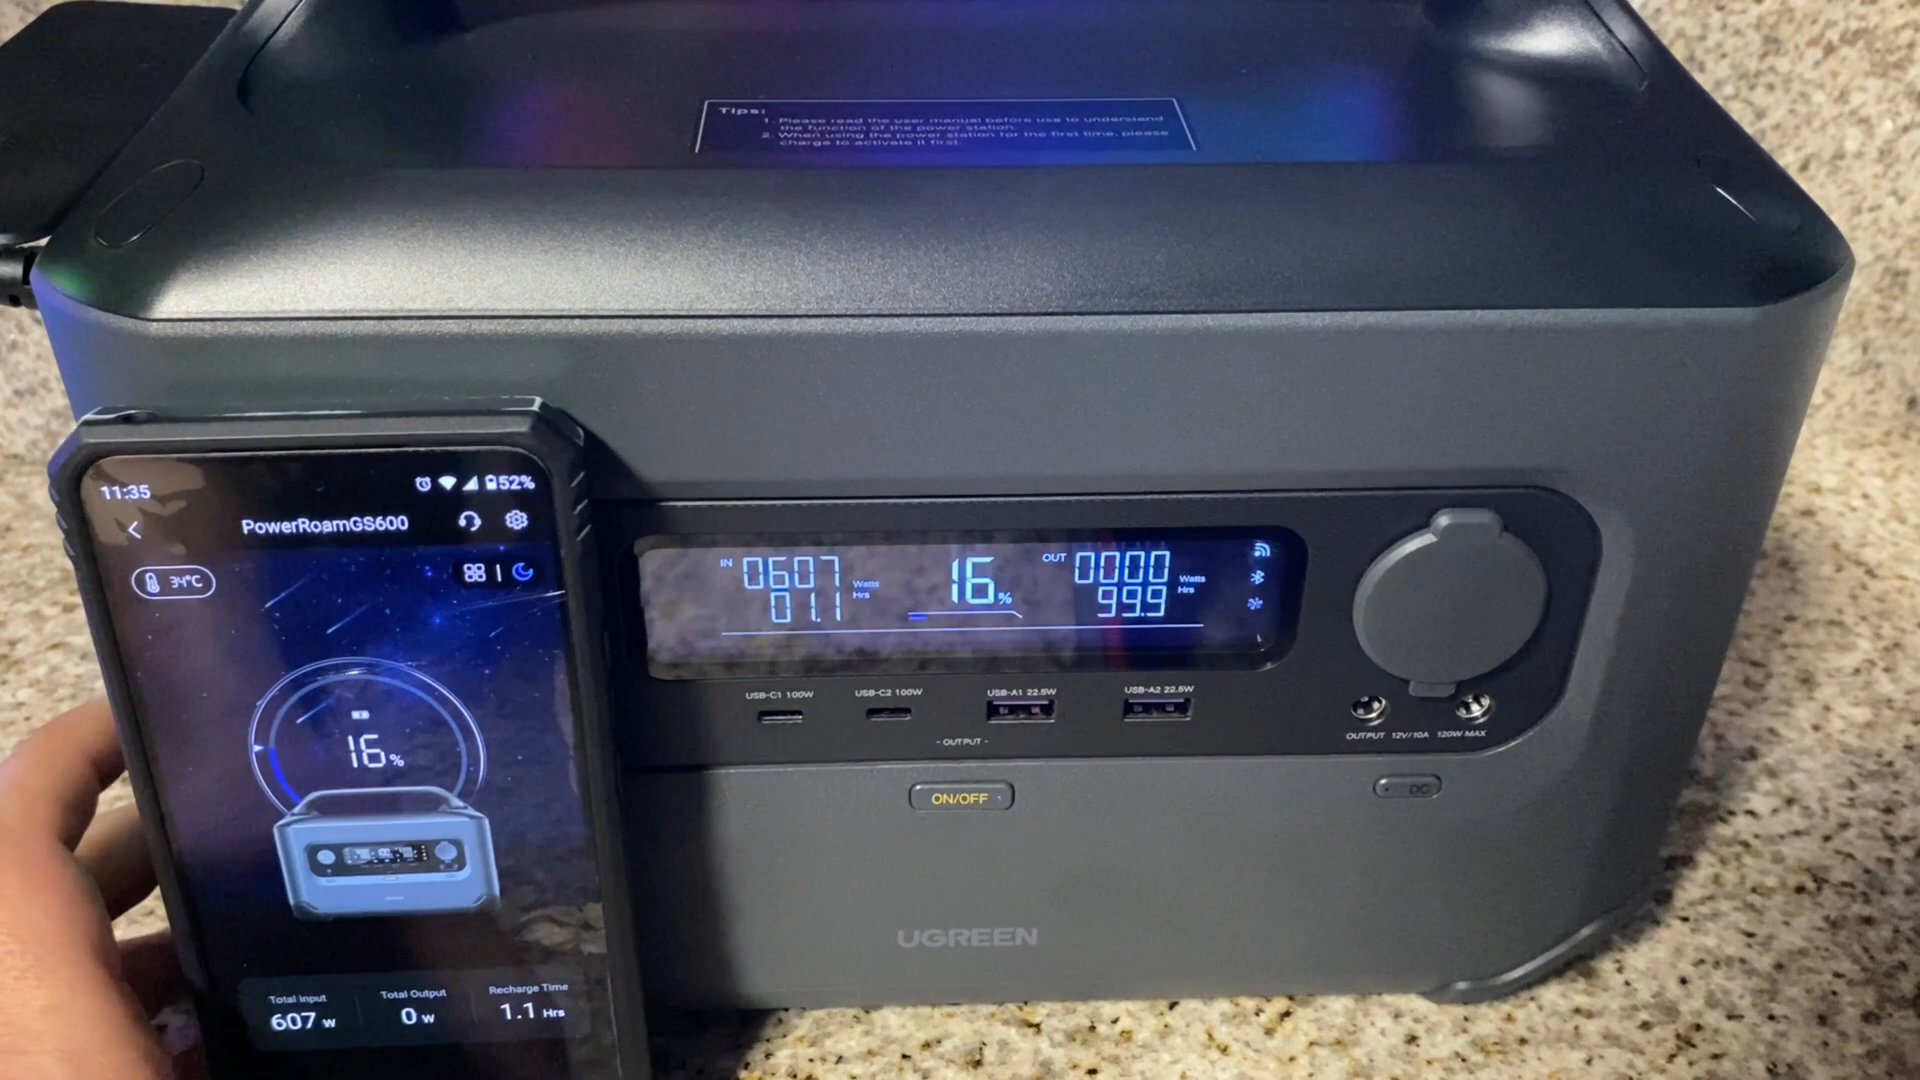 Tips:
1. Please read the user manual before use to understand
the function of the power station.
2. When using the power station for the first time, please
charge to activate it first.
11:35
52%
PowerRoamGS600
34°C
16%
Total Input
607 W
Total Output
0 W
Recharge Time
1.1 Hrs
IN 0607 Watts
01.1 Hrs
16%
OUT 0000 Watts
99.9 Hrs
USB-C1 100W
USB-C2 100W
USB-A1 22.5W
USB-A2 22.5W
- OUTPUT -
OUTPUT 12V/10A 120W MAX
ON/OFF
DC
UGREEN